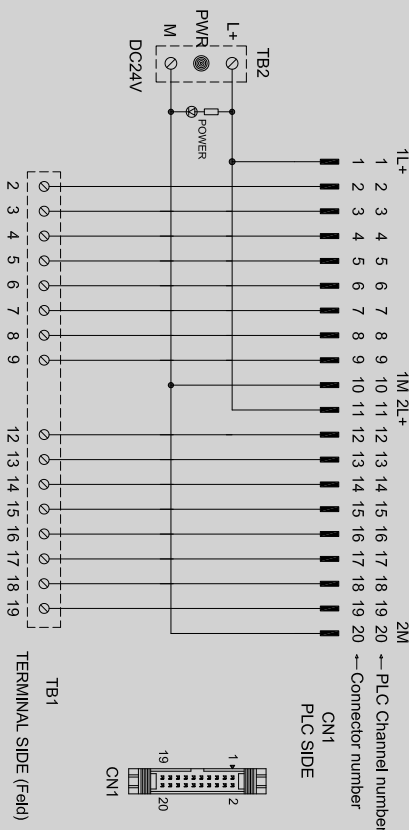 1L+ 1M 2L+ 2M
1 2 3 4 5 6 7 8 9 10 11 12 13 14 15 16 17 18 19 20 ← PLC Channel number
1 2 3 4 5 6 7 8 9 10 11 12 13 14 15 16 17 18 19 20 ← Connector number
CN1
PLC SIDE
TB2
L+
PWR
M
DC24V
POWER
1 2
19 20
CN1
TB1
2 3 4 5 6 7 8 9 12 13 14 15 16 17 18 19
TERMINAL SIDE (Feld)